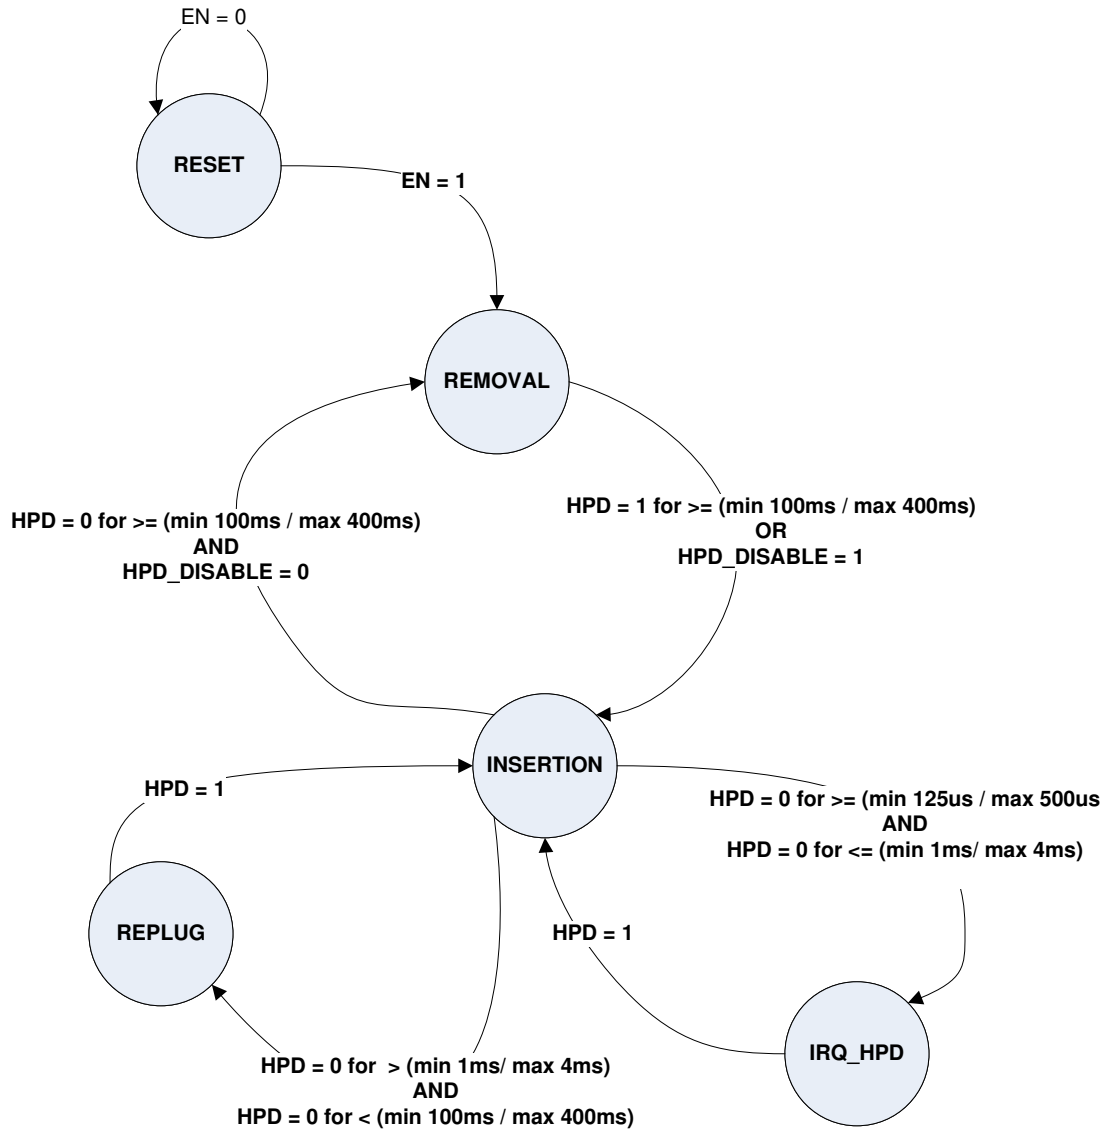 EN = 0
RESET
EN = 1
REMOVAL
HPD = 0 for >= (min 100ms / max 400ms)
AND
HPD_DISABLE = 0
HPD = 1 for >= (min 100ms / max 400ms)
OR
HPD_DISABLE = 1
INSERTION
HPD = 1
HPD = 0 for >= (min 125us / max 500us
AND
HPD = 0 for <= (min 1ms/ max 4ms)
REPLUG
HPD = 1
IRQ_HPD
HPD = 0 for  > (min 1ms/ max 4ms)
AND
HPD = 0 for < (min 100ms / max 400ms)